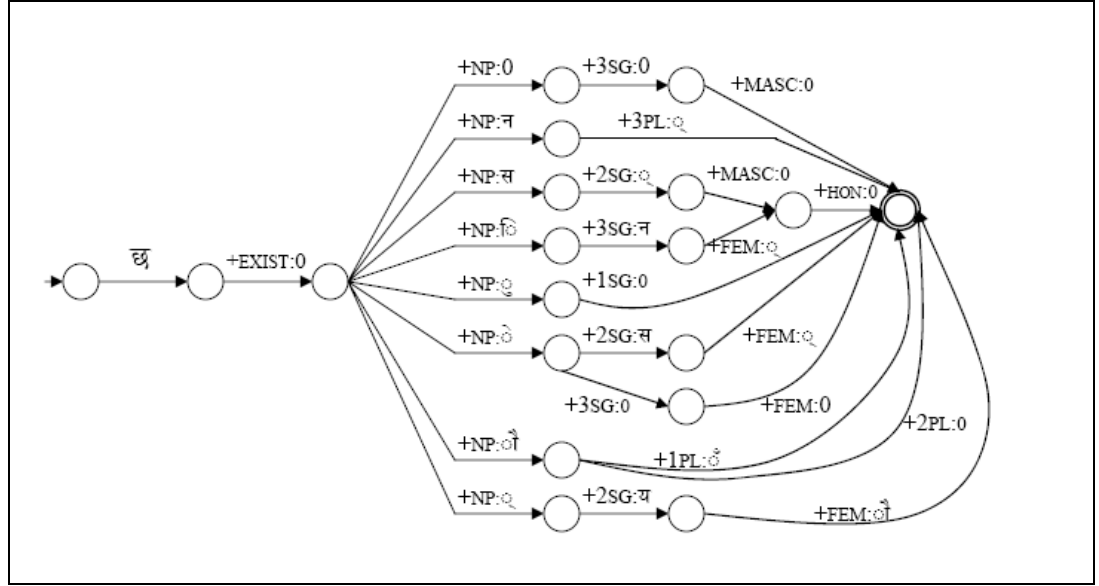 +NP:0 +3SG:0 +MASC:0
+NP:न +3PL:्
+NP:स +2SG:् +MASC:0 +HON:0
+NP:ि +3SG:न +FEM:्
छ +EXIST:0
+NP:ु +1SG:0
+NP:े +2SG:स +FEM:्
+3SG:0 +FEM:0
+2PL:0
+NP:ौ +1PL:ँ
+NP:् +2SG:य +FEM:ौ